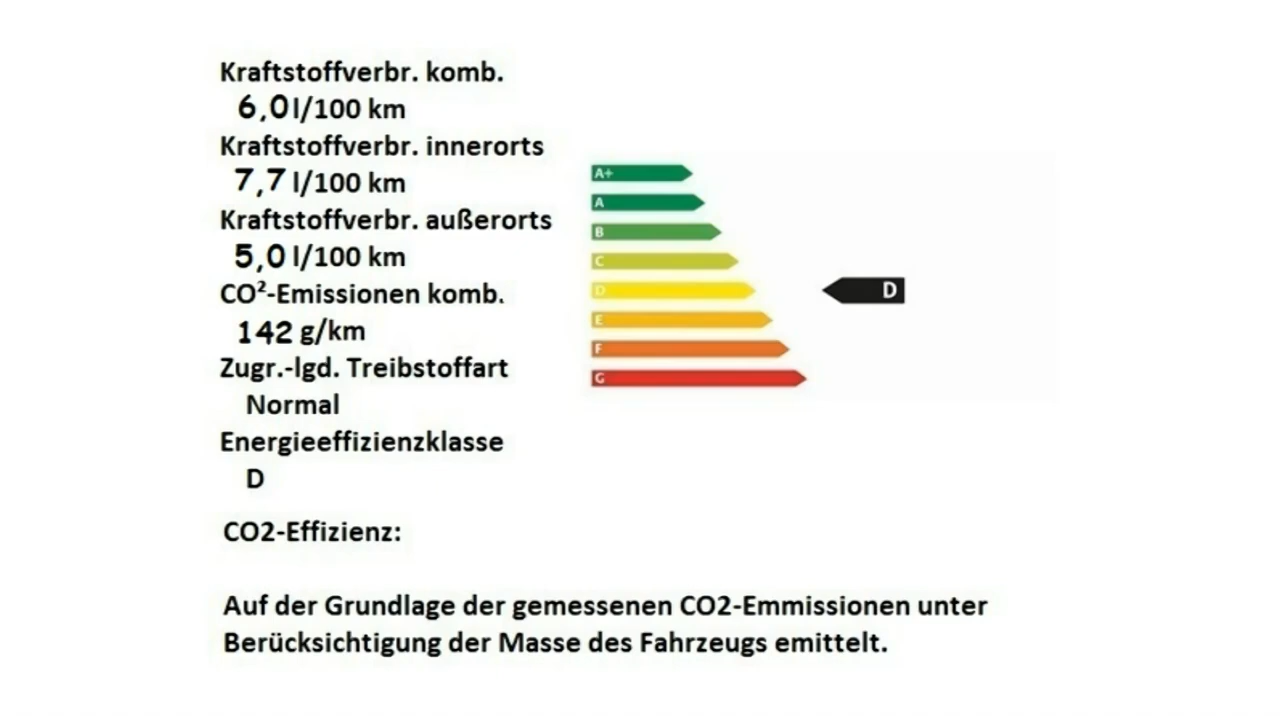 Kraftstoffverbr. komb.
6,0 l/100 km
Kraftstoffverbr. innerorts
7,7 l/100 km
Kraftstoffverbr. außerorts
5,0 l/100 km
CO²-Emissionen komb.
142 g/km
Zugr.-lgd. Treibstoffart
Normal
Energieeffizienzklasse
D
A+
A
B
C
D
D
E
F
G
CO2-Effizienz:
Auf der Grundlage der gemessenen CO2-Emmissionen unter
Berücksichtigung der Masse des Fahrzeugs emittelt.